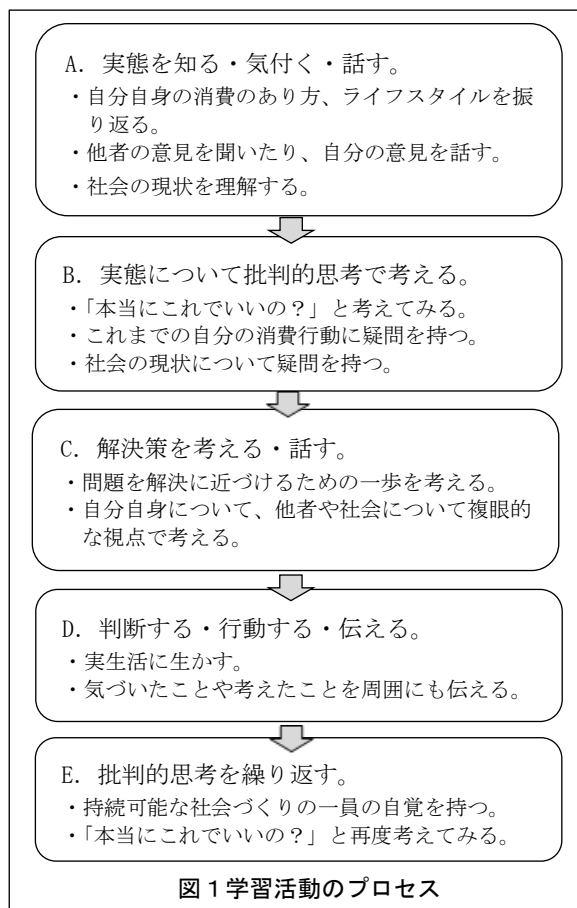 A. 実態を知る・気付く・話す。
・自分自身の消費のあり方、ライフスタイルを振
り返る。
・他者の意見を聞いたり、自分の意見を話す。
・社会の現状を理解する。
B. 実態について批判的思考で考える。
・「本当にこれでいいの？」と考えてみる。
・これまでの自分の消費行動に疑問を持つ。
・社会の現状について疑問を持つ。
C. 解決策を考える・話す。
・問題を解決に近づけるための一歩を考える。
・自分自身について、他者や社会について複眼的
な視点で考える。
D. 判断する・行動する・伝える。
・実生活に生かす。
・気づいたことや考えたことを周囲にも伝える。
E. 批判的思考を繰り返す。
・持続可能な社会づくりの一員の自覚を持つ。
・「本当にこれでいいの？」と再度考えてみる。
図１学習活動のプロセス